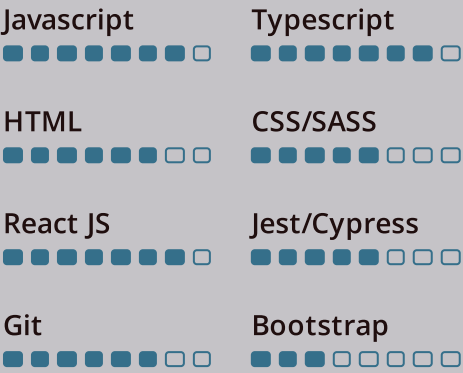 Javascript
Typescript
HTML
CSS/SASS
React JS
Jest/Cypress
Git
Bootstrap